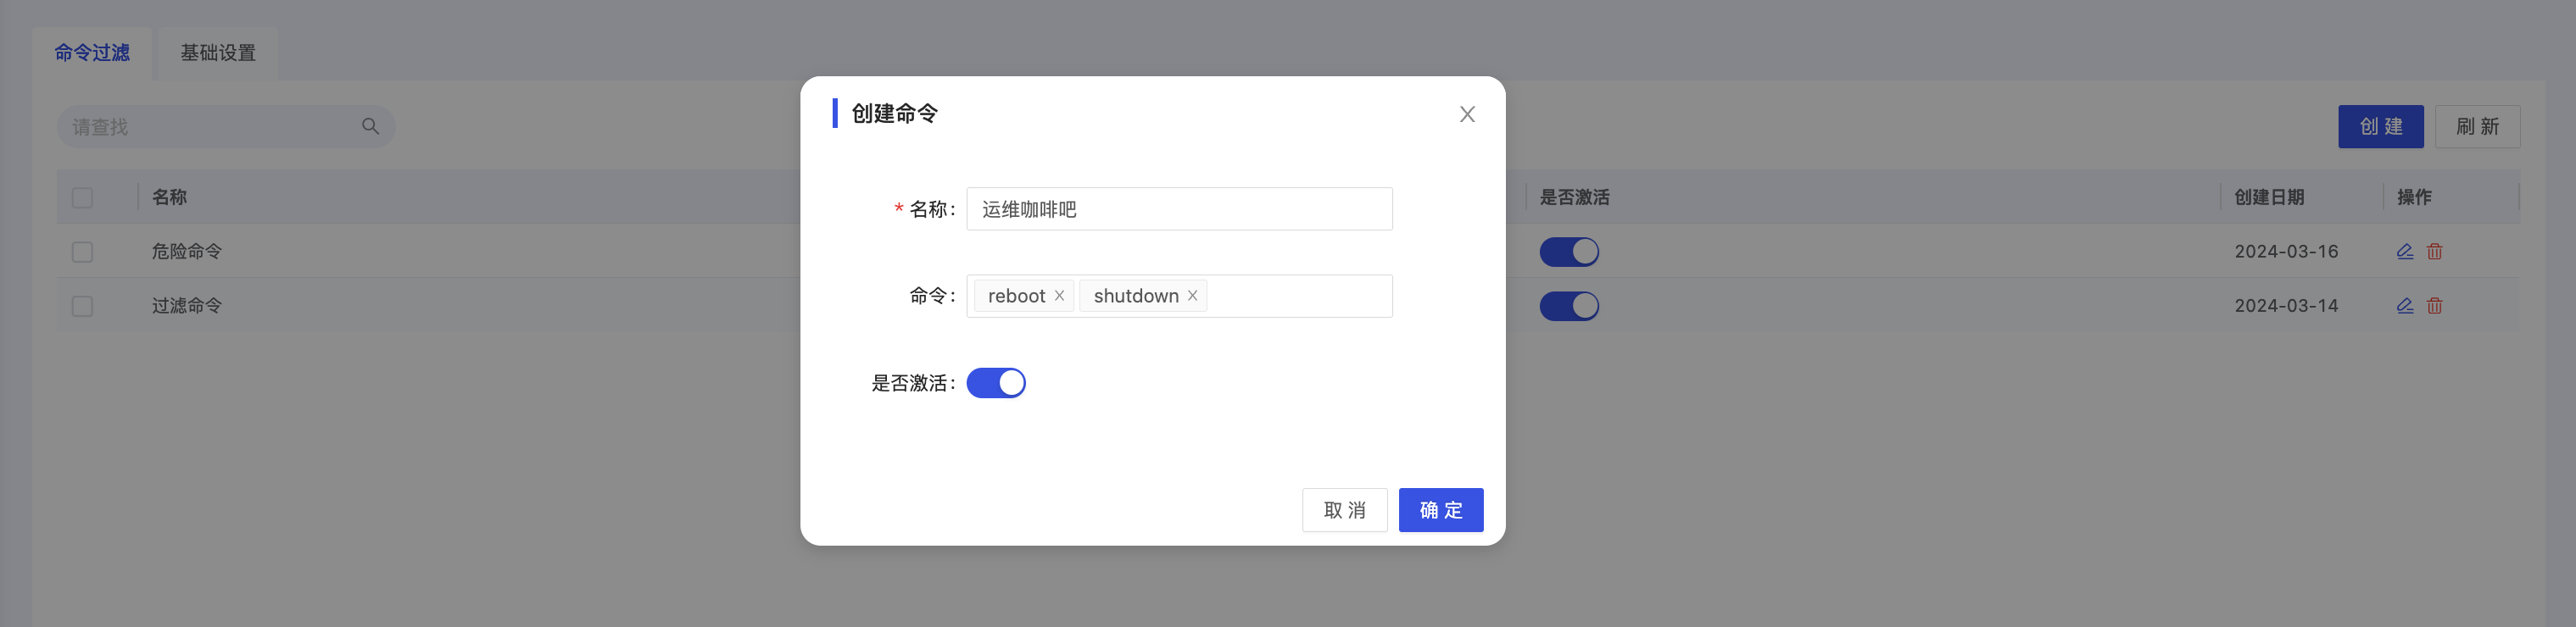 命令过滤 基础设置
请查找 创 建 刷 新
名称 是否激活 创建日期 操作
危险命令 2024-03-16
过滤命令 2024-03-14
创建命令
* 名称: 运维咖啡吧
命令: reboot shutdown
是否激活:
取 消 确 定